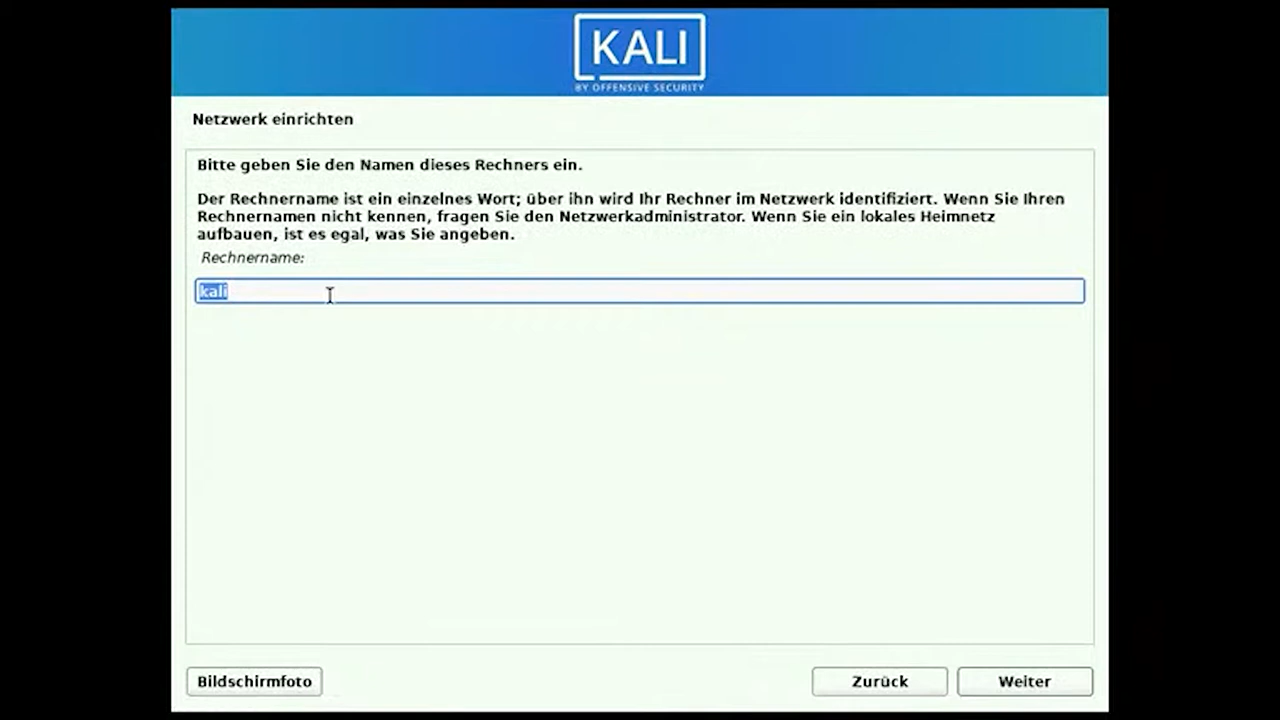 KALI
BY OFFENSIVE SECURITY
Netzwerk einrichten
Bitte geben Sie den Namen dieses Rechners ein.
Der Rechnername ist ein einzelnes Wort; über ihn wird Ihr Rechner im Netzwerk identifiziert. Wenn Sie Ihren
Rechnernamen nicht kennen, fragen Sie den Netzwerkadministrator. Wenn Sie ein lokales Heimnetz
aufbauen, ist es egal, was Sie angeben.
Rechnername:
kali
Bildschirmfoto
Zurück
Weiter